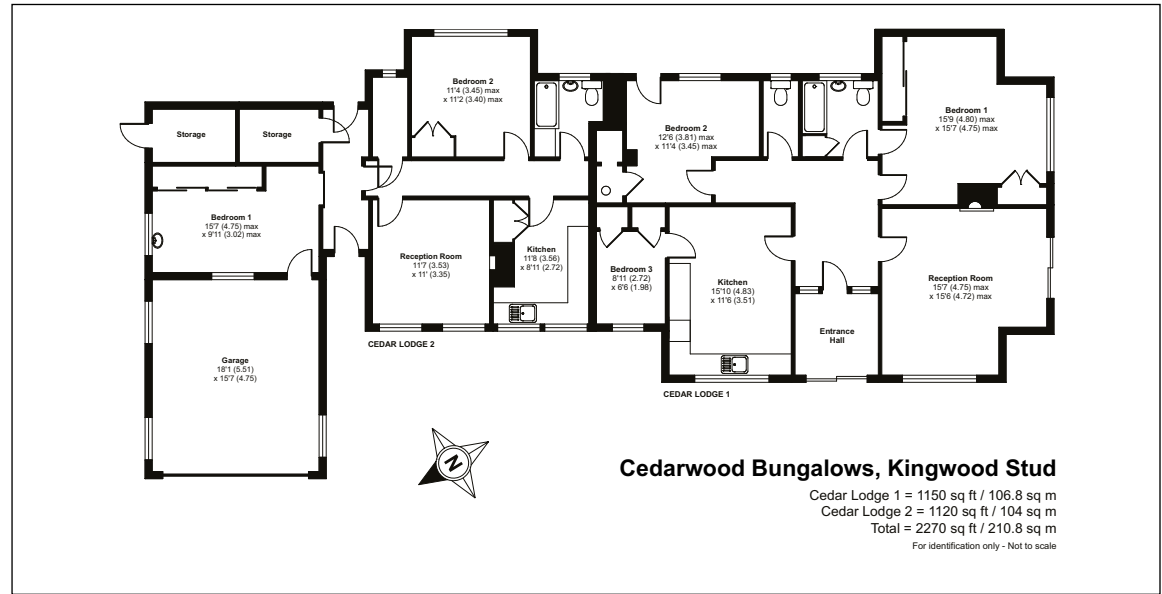 Storage
Storage
Bedroom 1
15'7 (4.75) max
x 9'11 (3.02) max
Garage
18'1 (5.51)
x 15'7 (4.75)
Bedroom 2
11'4 (3.45) max
x 11'2 (3.40) max
Reception Room
11'7 (3.53)
x 11' (3.35)
Kitchen
11'8 (3.56)
x 8'11 (2.72)
CEDAR LODGE 2
Bedroom 2
12'6 (3.81) max
x 11'4 (3.45) max
Bedroom 3
8'11 (2.72)
x 6'6 (1.98)
Kitchen
15'10 (4.83)
x 11'6 (3.51)
Entrance
Hall
Bedroom 1
15'9 (4.80) max
x 15'7 (4.75) max
Reception Room
15'7 (4.75) max
x 15'6 (4.72) max
CEDAR LODGE 1
N
Cedarwood Bungalows, Kingwood Stud
Cedar Lodge 1 = 1150 sq ft / 106.8 sq m
Cedar Lodge 2 = 1120 sq ft / 104 sq m
Total = 2270 sq ft / 210.8 sq m
For identification only - Not to scale